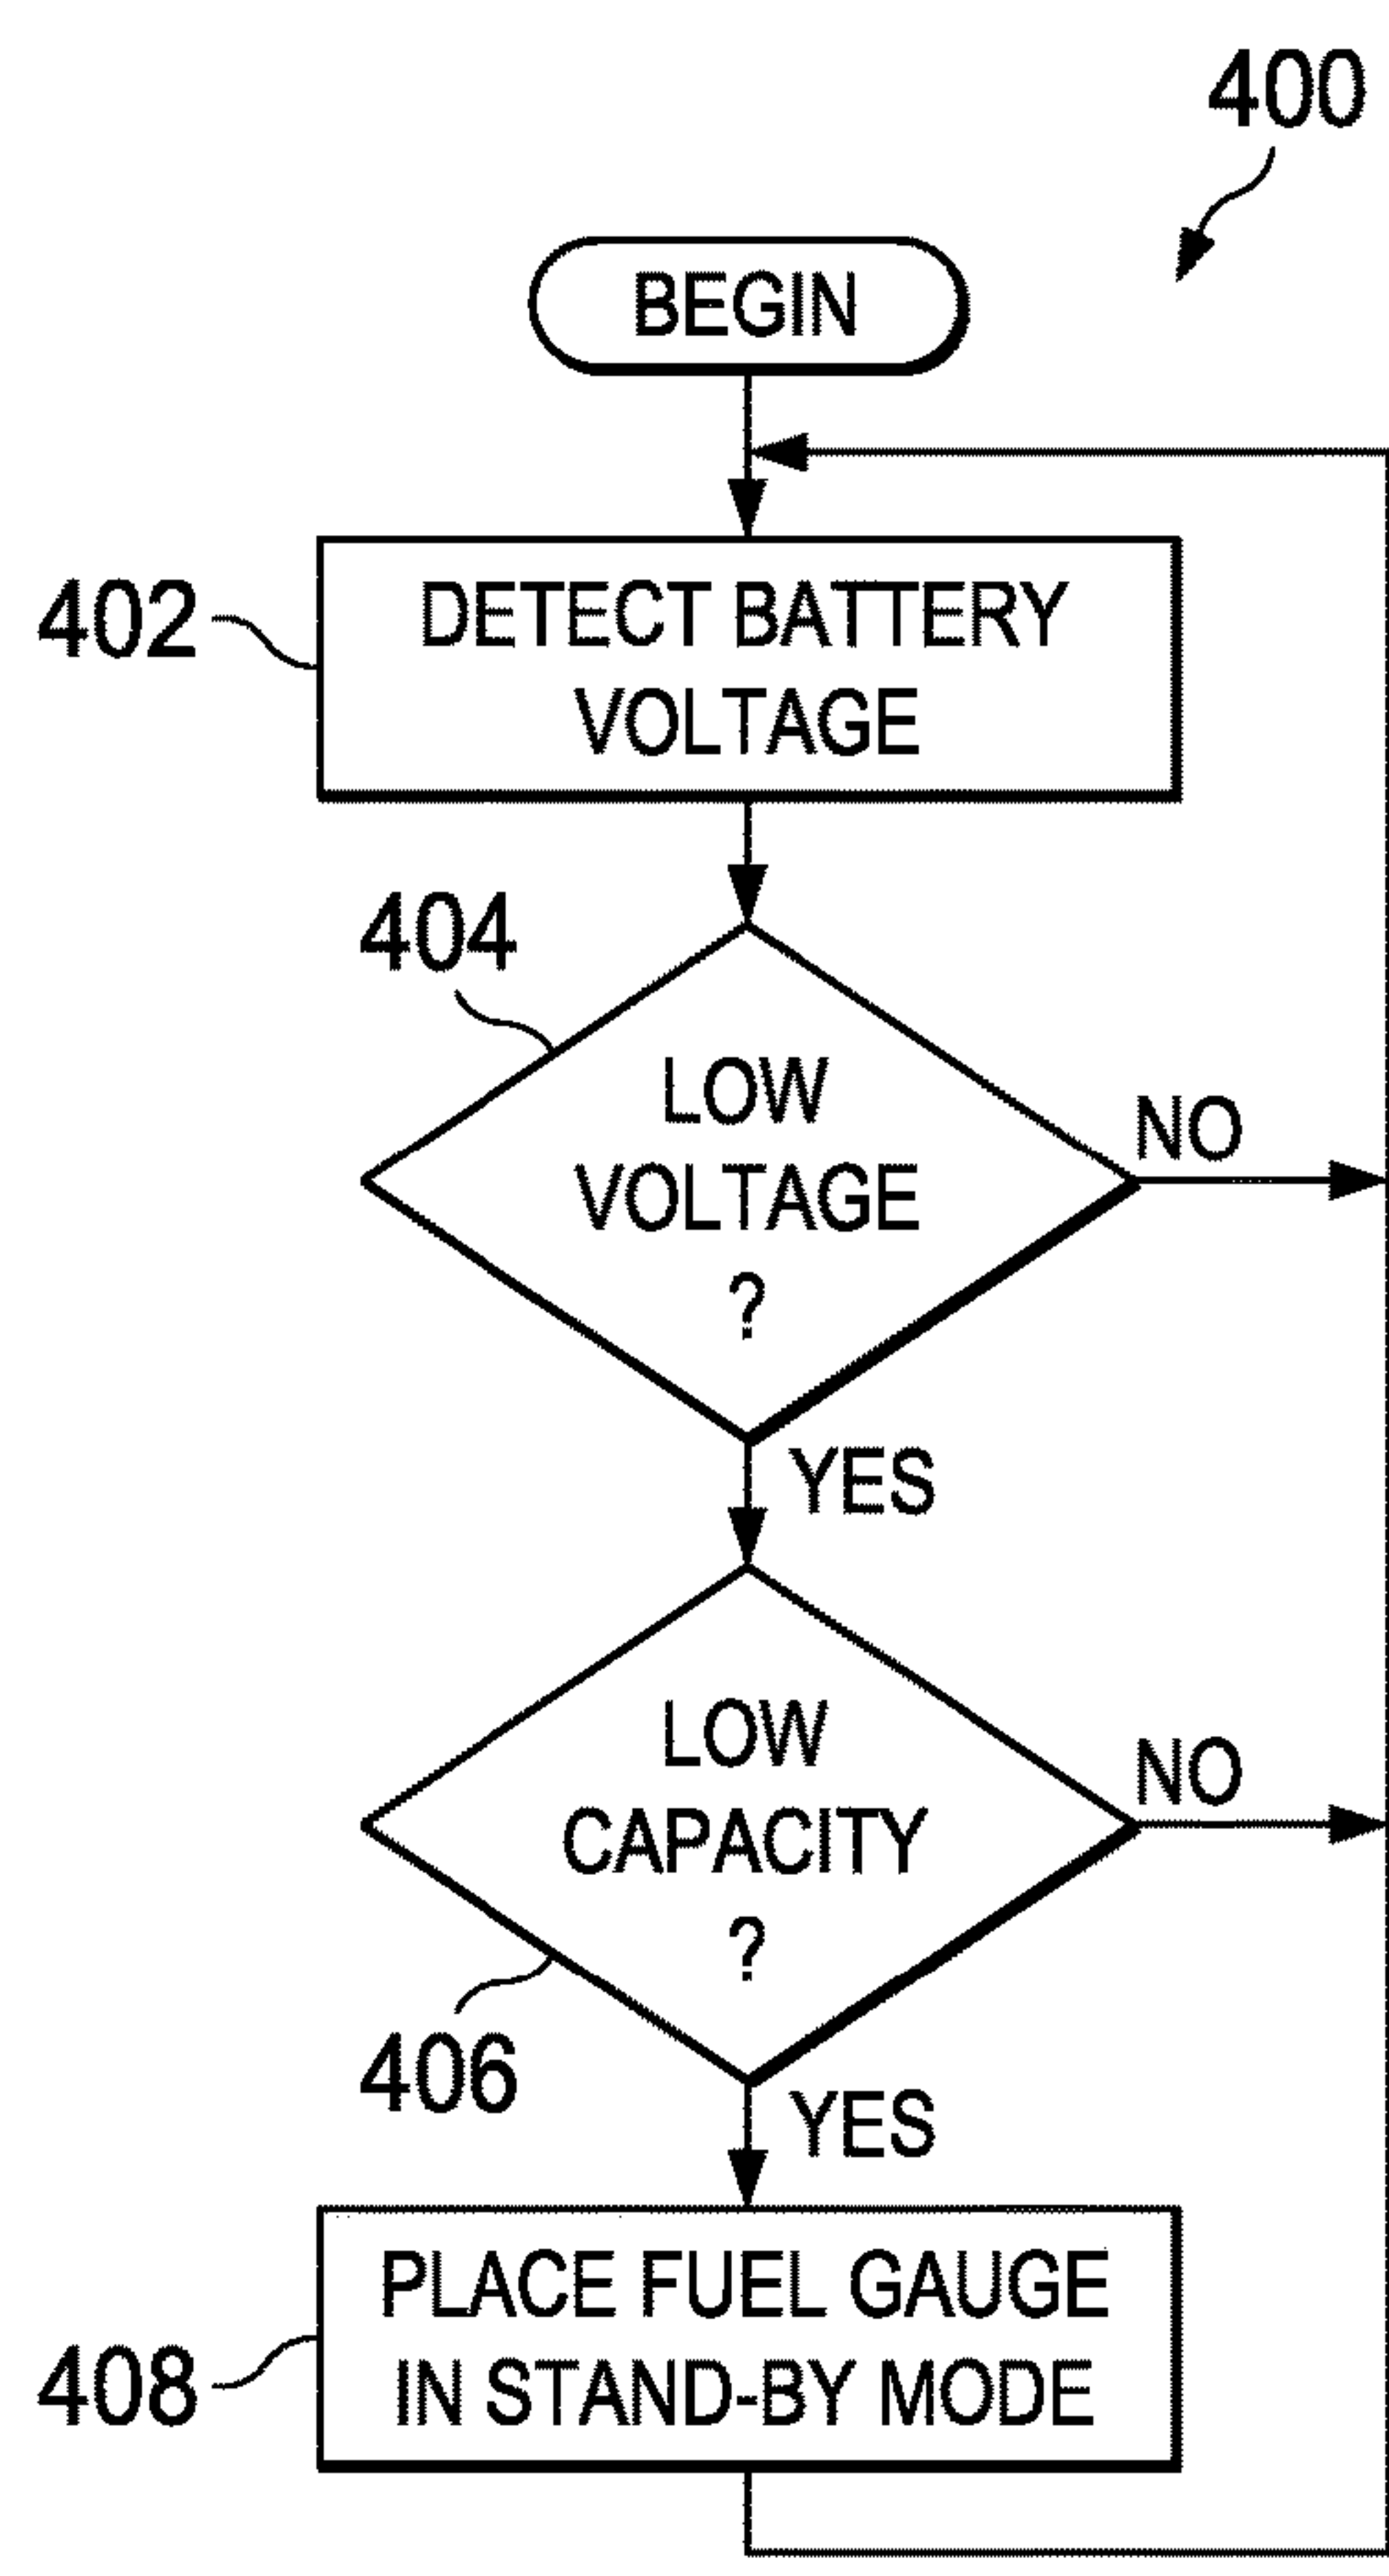 400
BEGIN
402
DETECT BATTERY
VOLTAGE
404
LOW
VOLTAGE
?
NO
YES
LOW
CAPACITY
?
NO
406
YES
408
PLACE FUEL GAUGE
IN STAND-BY MODE